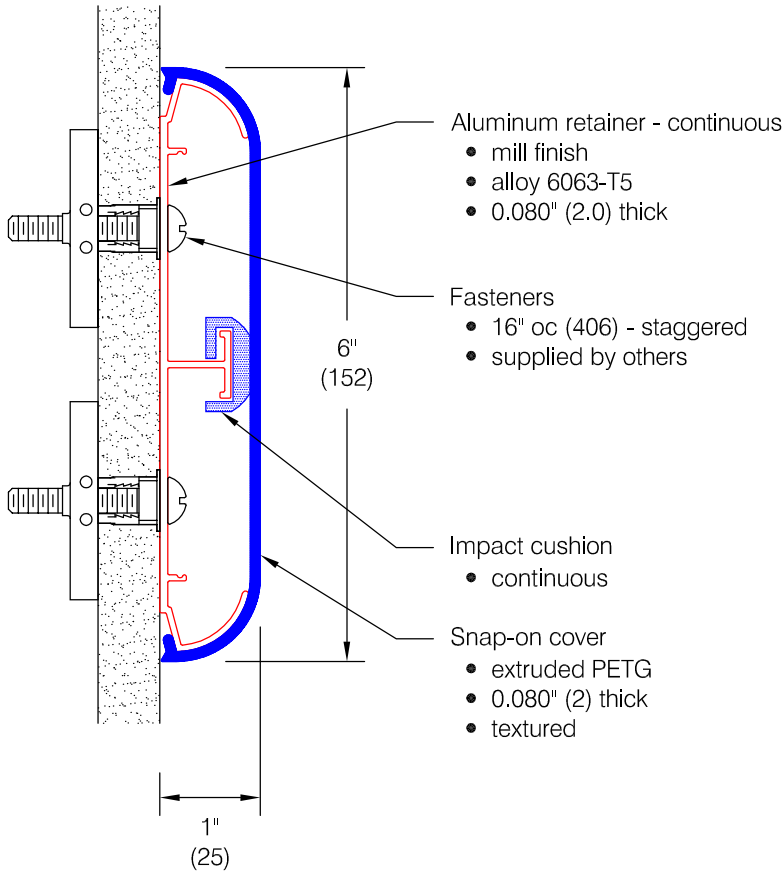 Aluminum retainer - continuous
● mill finish
● alloy 6063-T5
● 0.080" (2.0) thick
Fasteners
● 16" oc (406) - staggered
● supplied by others
6"
(152)
Impact cushion
● continuous
Snap-on cover
● extruded PETG
● 0.080" (2) thick
● textured
1"
(25)